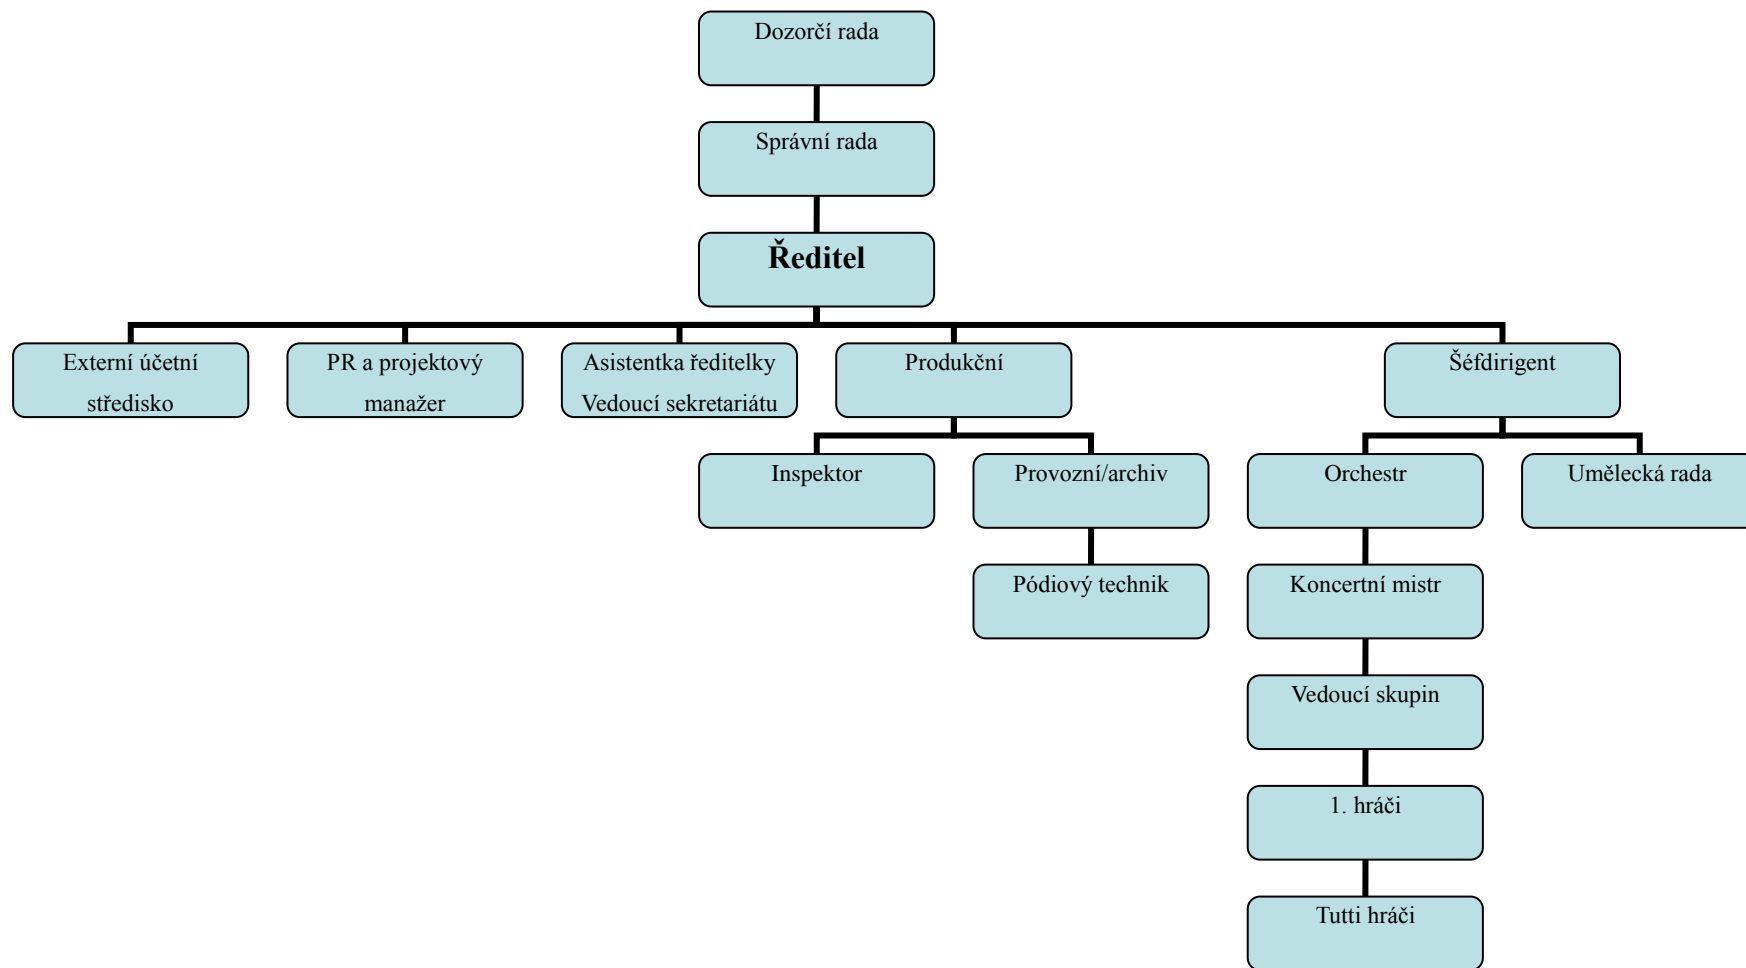 Dozorčí rada
Správní rada
Ředitel
Externí účetní
středisko
PR a projektový
manažer
Asistentka ředitelky
Vedoucí sekretariátu
Produkční
Šéfdirigent
Inspektor
Provozní/archiv
Orchestr
Umělecká rada
Pódiový technik
Koncertní mistr
Vedoucí skupin
1. hráči
Tutti hráči